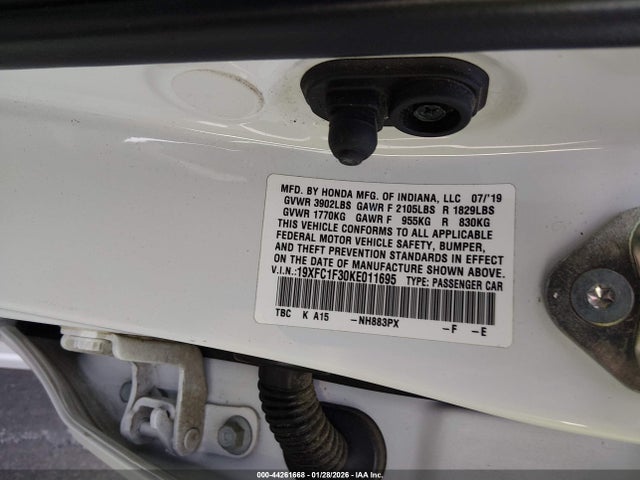 MFD. BY HONDA MFG. OF INDIANA, LLC 07/'19
GVWR 3902LBS GAWR F 2105LBS R 1829LBS
GVWR 1770KG GAWR F 955KG R 830KG
THIS VEHICLE CONFORMS TO ALL APPLICABLE
FEDERAL MOTOR VEHICLE SAFETY, BUMPER,
AND THEFT PREVENTION STANDARDS IN EFFECT
ON THE DATE OF MANUFACTURE SHOWN ABOVE.
V.I.N.:19XFC1F30KE011695 TYPE: PASSENGER CAR
TBC K A15 -NH883PX -F -E
000-44261668 | 01/28/2026 | IAA Inc.